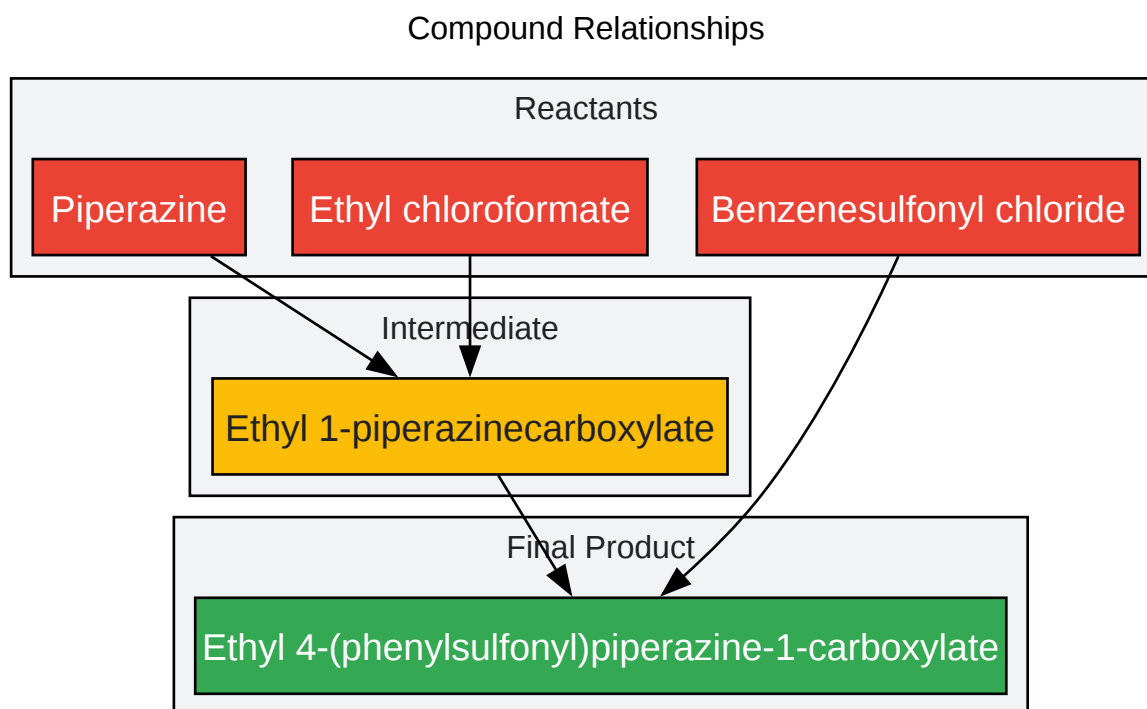 Compound Relationships
Reactants
Piperazine
Ethyl chloroformate
Benzenesulfonyl chloride
Intermediate
Ethyl 1-piperazinecarboxylate
Final Product
Ethyl 4-(phenylsulfonyl)piperazine-1-carboxylate